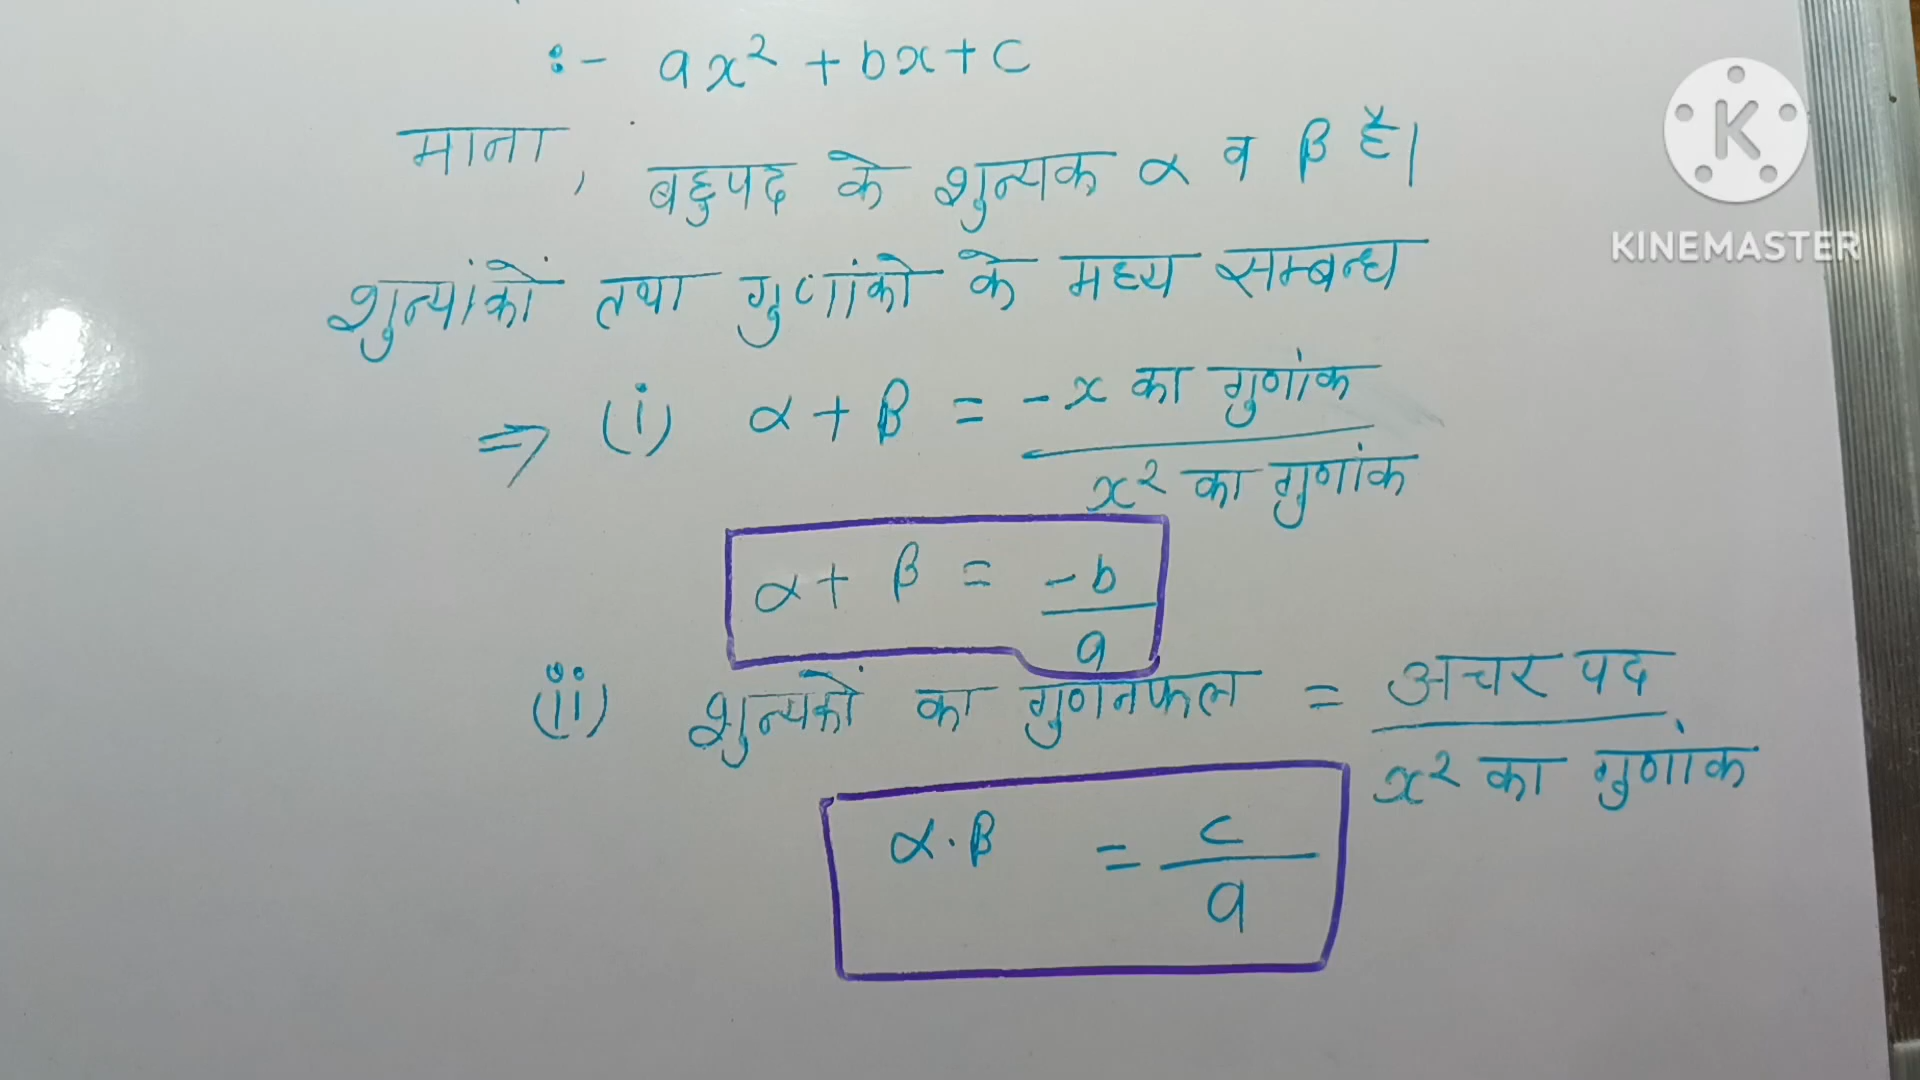 :- ax² + bx + c
माना, बहुपद के शुन्यक α व β है।
शुन्यांकों तथा गुणांको के मध्य सम्बन्ध
⇒ (i) α + β = -x का गुणांक
x² का गुणांक
α + β = -b
a
(ii) शुन्यकों का गुणनफल = अचर पद
x² का गुणांक
α.β = c
a
K
KINEMASTER